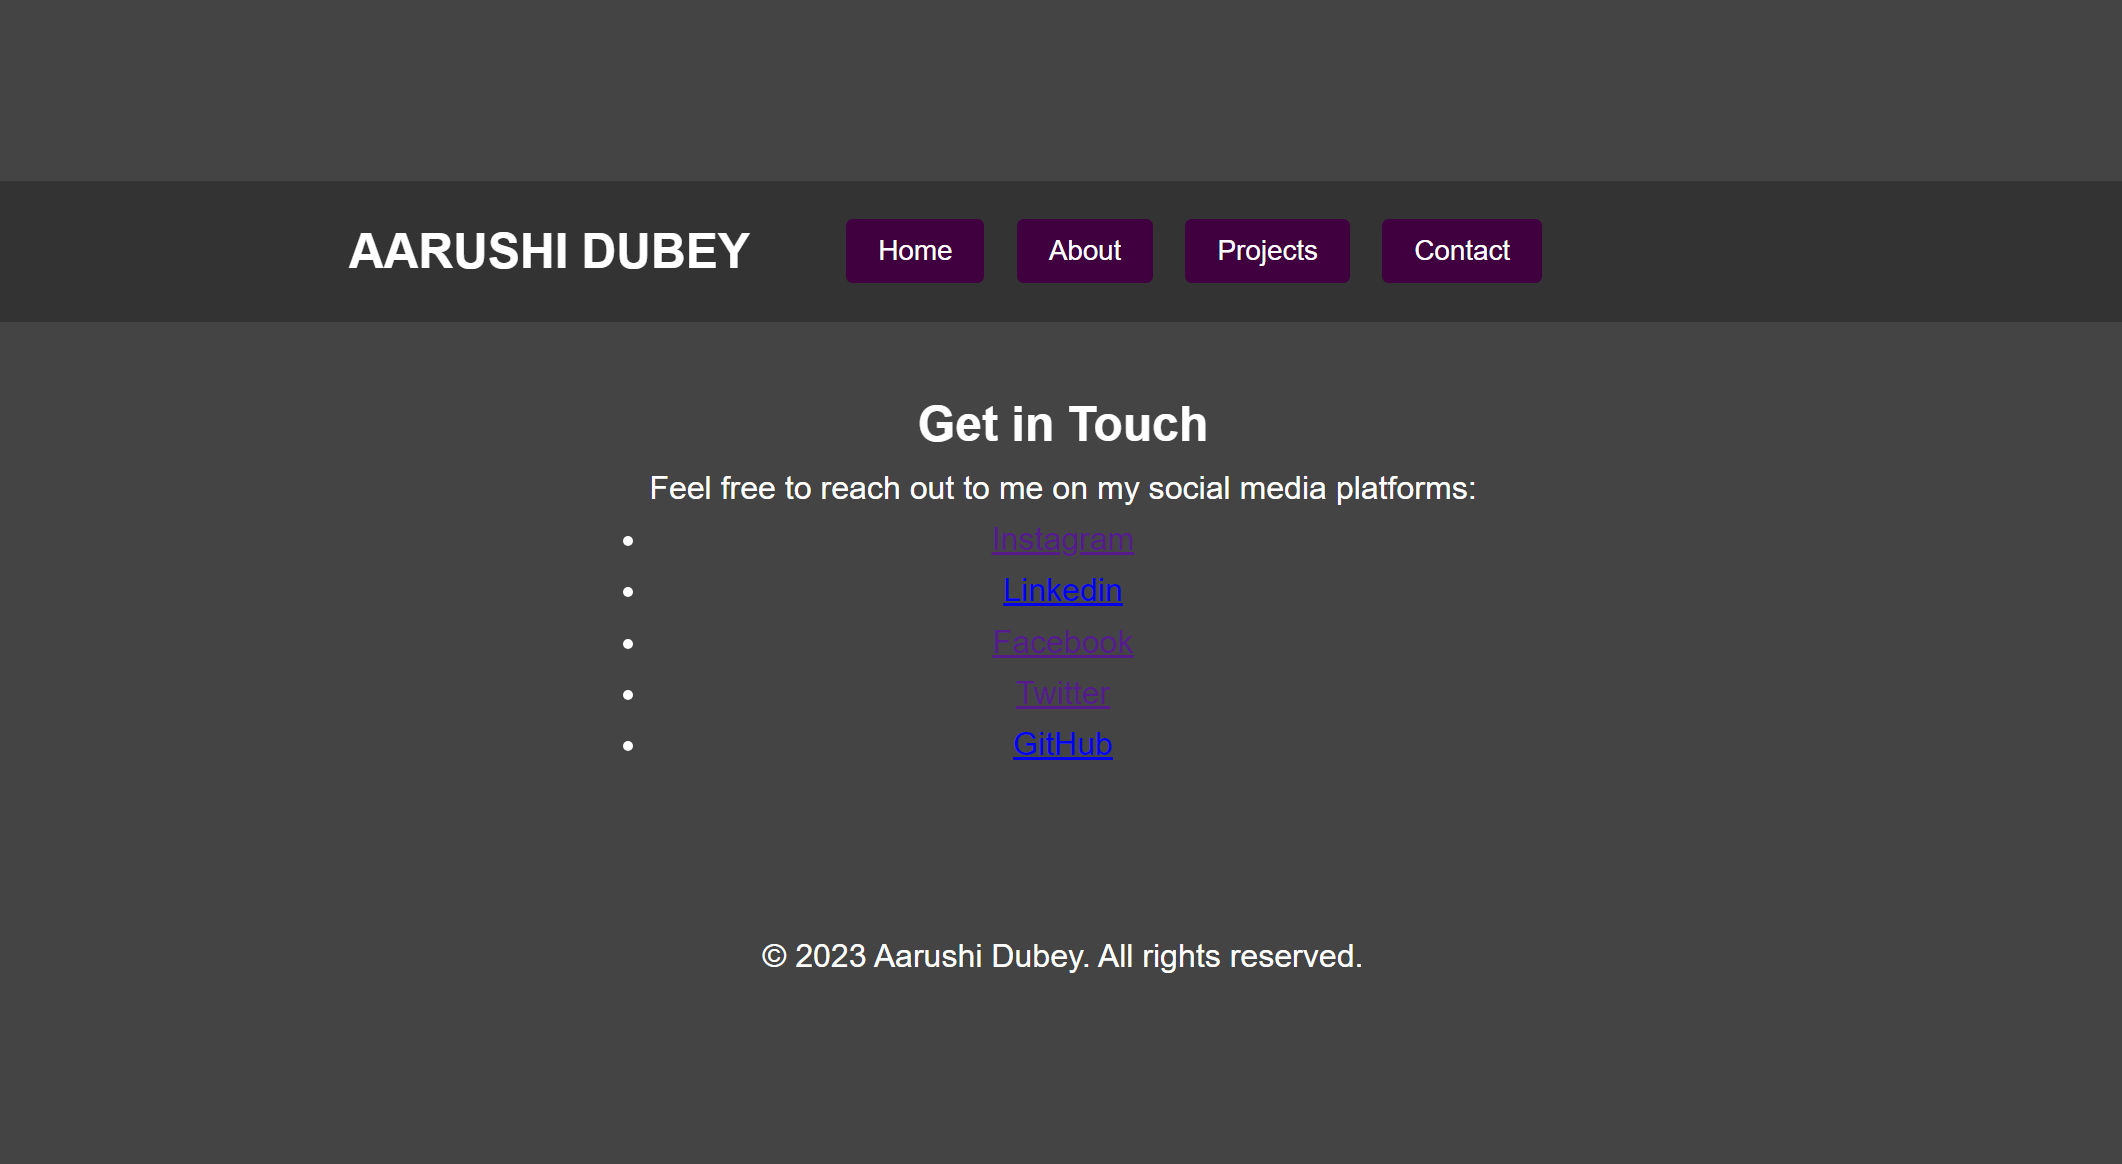 AARUSHI DUBEY Home About Projects Contact
Get in Touch
Feel free to reach out to me on my social media platforms:
• Instagram
• Linkedin
• Facebook
• Twitter
• GitHub
© 2023 Aarushi Dubey. All rights reserved.